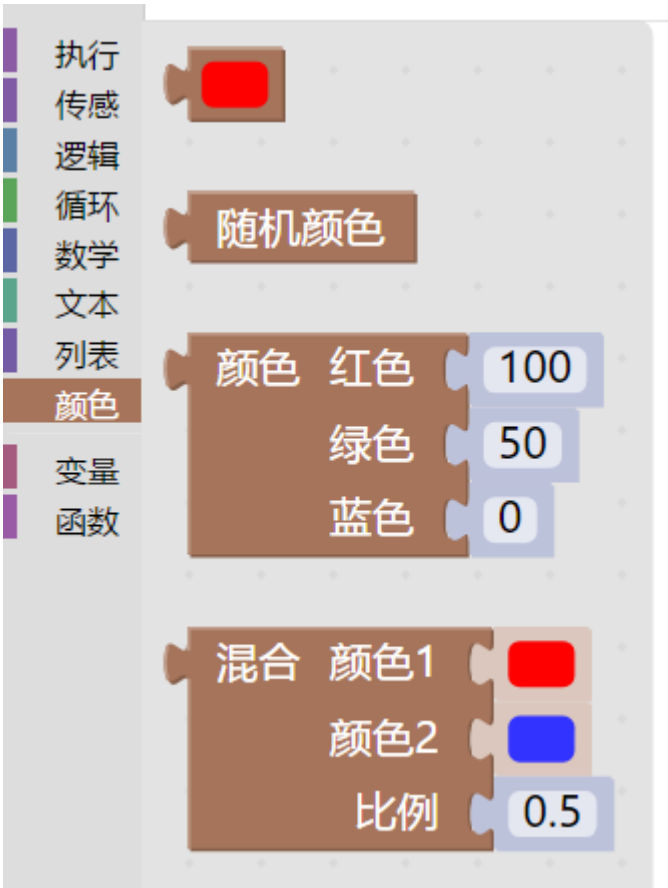 执行
传感
逻辑
循环
数学
文本
列表
颜色
变量
函数
随机颜色
颜色 红色 100
绿色 50
蓝色 0
混合 颜色1
颜色2
比例 0.5